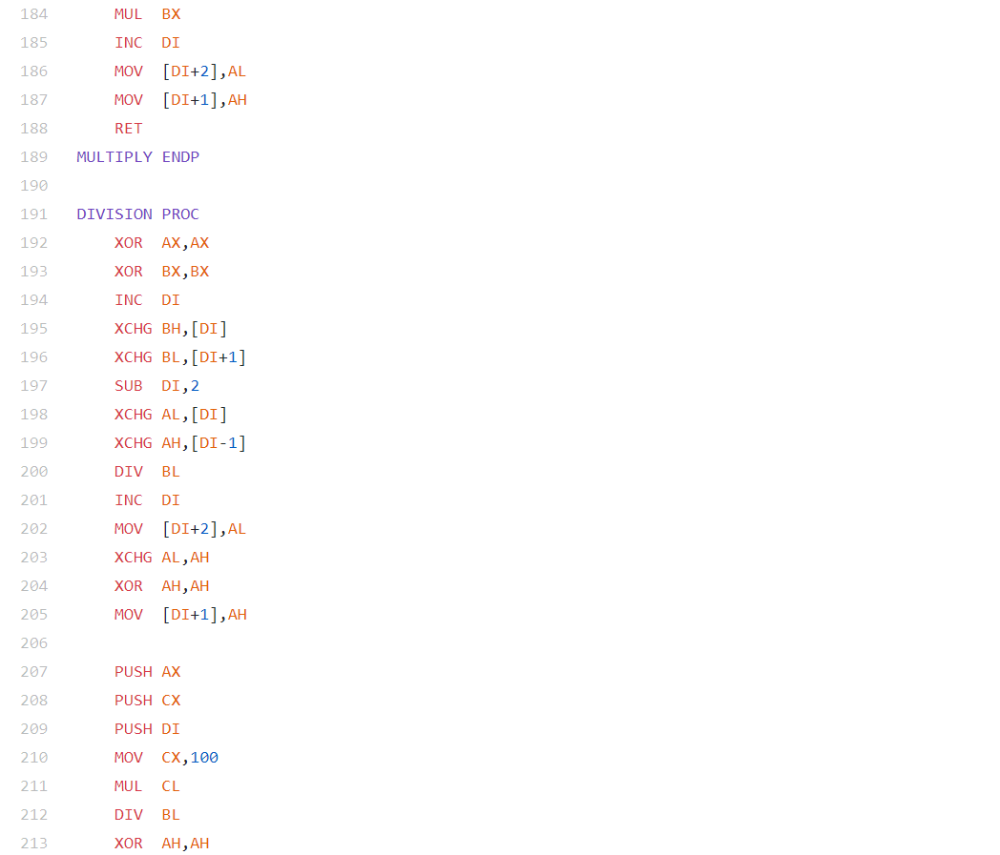 184 MUL BX
185 INC DI
186 MOV [DI+2],AL
187 MOV [DI+1],AH
188 RET
189 MULTIPLY ENDP
190
191 DIVISION PROC
192 XOR AX,AX
193 XOR BX,BX
194 INC DI
195 XCHG BH,[DI]
196 XCHG BL,[DI+1]
197 SUB DI,2
198 XCHG AL,[DI]
199 XCHG AH,[DI-1]
200 DIV BL
201 INC DI
202 MOV [DI+2],AL
203 XCHG AL,AH
204 XOR AH,AH
205 MOV [DI+1],AH
206
207 PUSH AX
208 PUSH CX
209 PUSH DI
210 MOV CX,100
211 MUL CL
212 DIV BL
213 XOR AH,AH